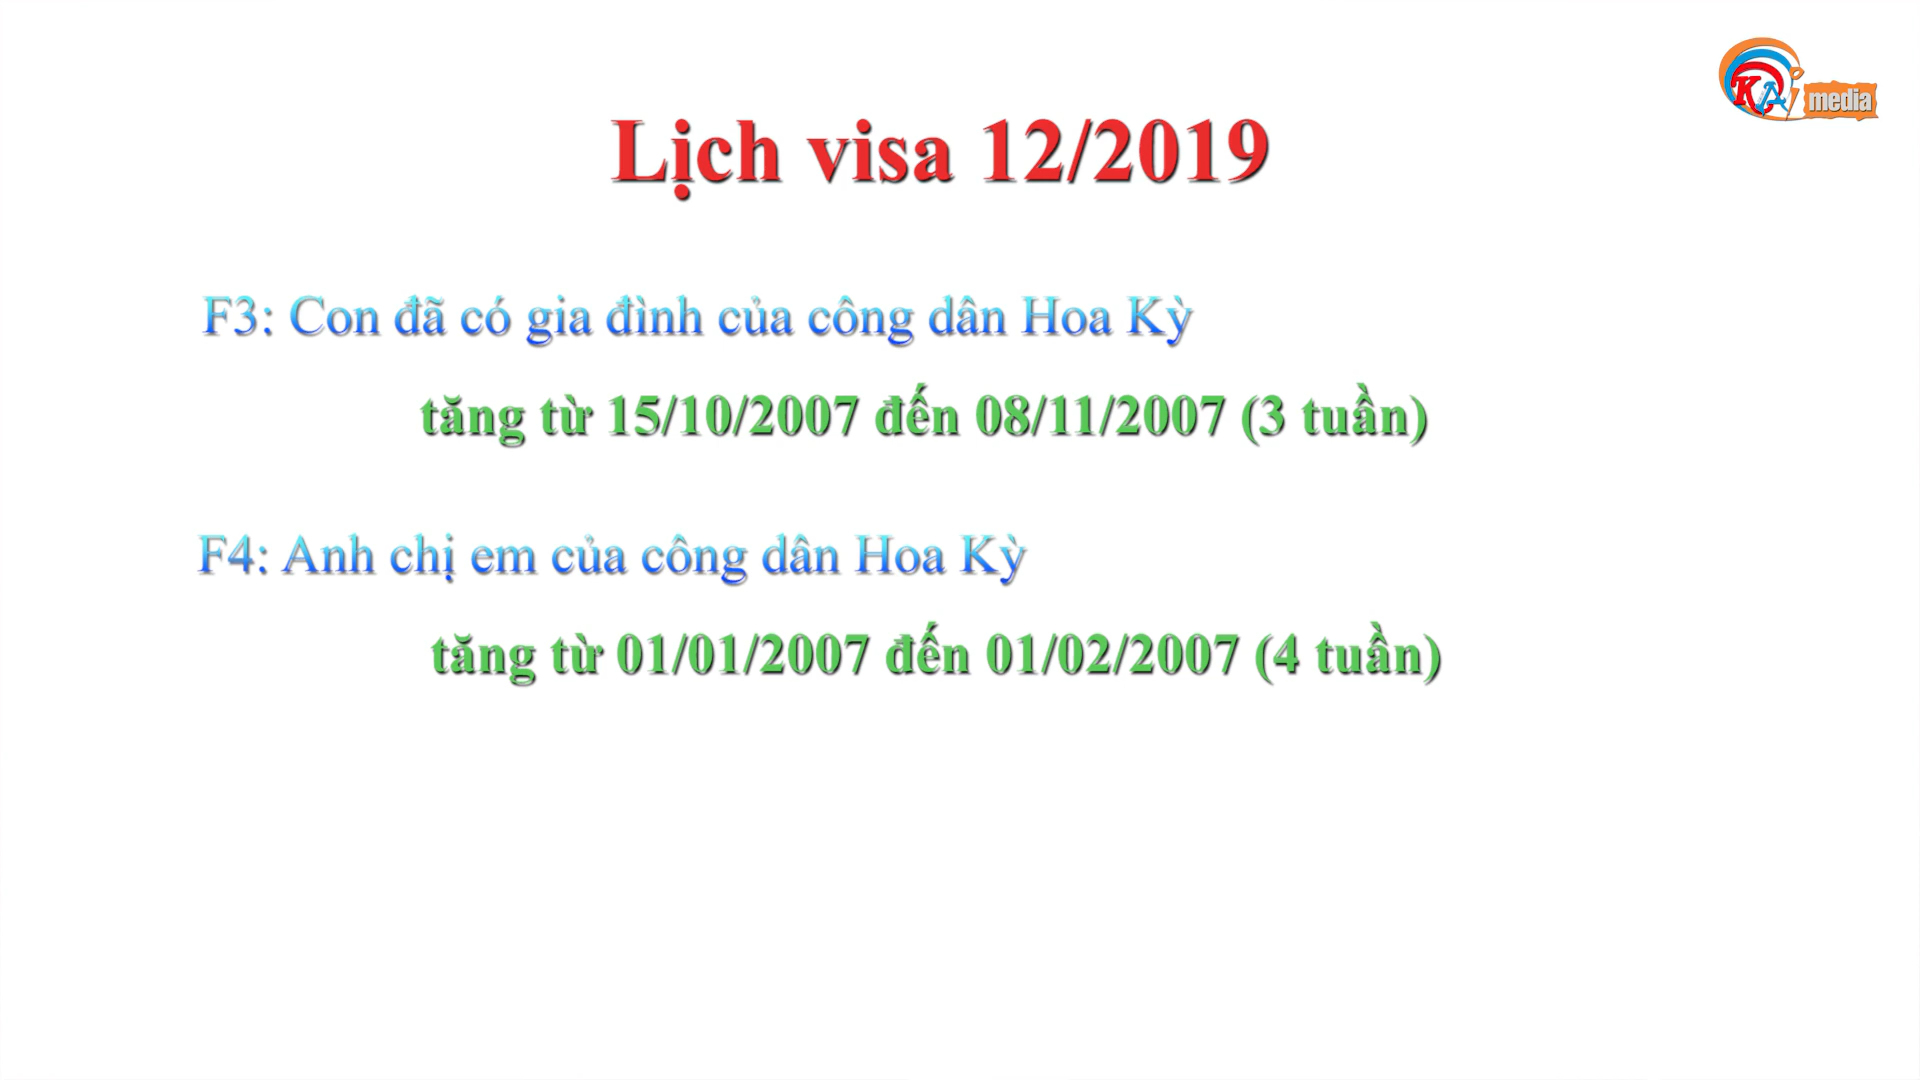 KAi media
Lịch visa 12/2019
F3: Con đã có gia đình của công dân Hoa Kỳ
tăng từ 15/10/2007 đến 08/11/2007 (3 tuần)
F4: Anh chị em của công dân Hoa Kỳ
tăng từ 01/01/2007 đến 01/02/2007 (4 tuần)